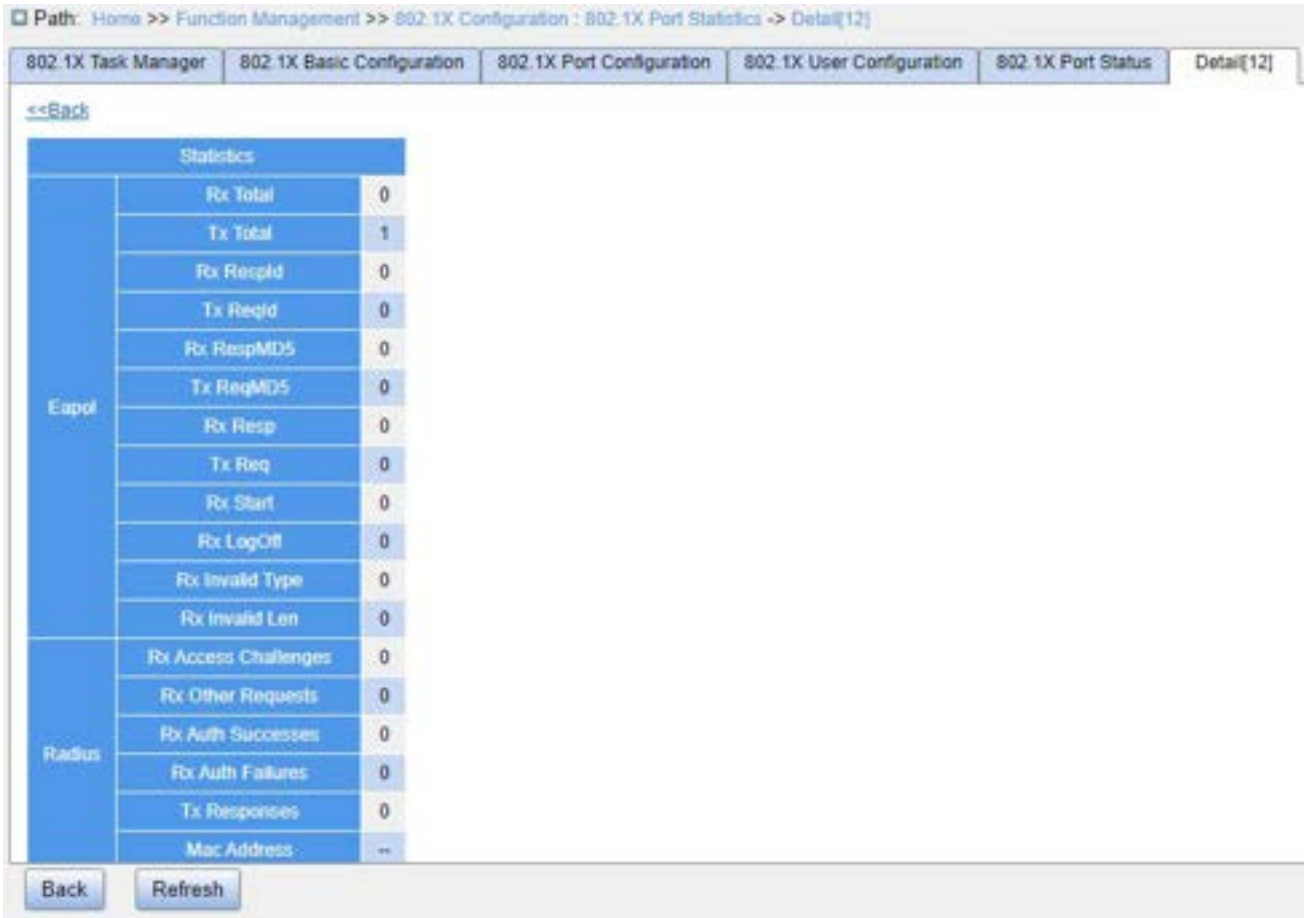 Path: Home >> Function Management >> 802.1X Configuration : 802.1X Port Statistics -> Detail[12]
802.1X Task Manager 802.1X Basic Configuration 802.1X Port Configuration 802.1X User Configuration 802.1X Port Status Detail[12]
<<Back
Statistics
Eapol
Rx Total 0
Tx Total 1
Rx RespId 0
Tx ReqId 0
Rx RespMD5 0
Tx ReqMD5 0
Rx Resp 0
Tx Req 0
Rx Start 0
Rx LogOff 0
Rx Invalid Type 0
Rx Invalid Len 0
Radius
Rx Access Challenges 0
Rx Other Requests 0
Rx Auth Successes 0
Rx Auth Failures 0
Tx Responses 0
Mac Address --
Back Refresh